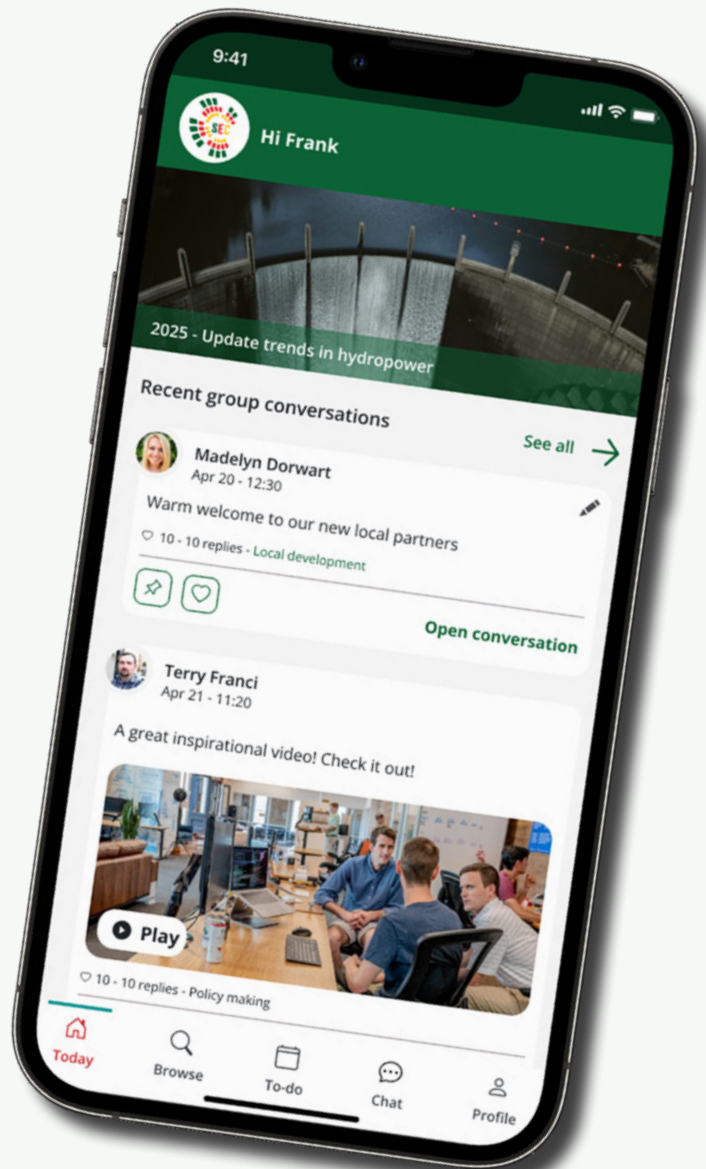 9:41
SEC
Hi Frank
2025 - Update trends in hydropower
Recent group conversations
See all
Madelyn Dorwart
Apr 20 - 12:30
Warm welcome to our new local partners
10 - 10 replies - Local development
Open conversation
Terry Franci
Apr 21 - 11:20
A great inspirational video! Check it out!
Play
10 - 10 replies - Policy making
Today
Browse
To-do
Chat
Profile